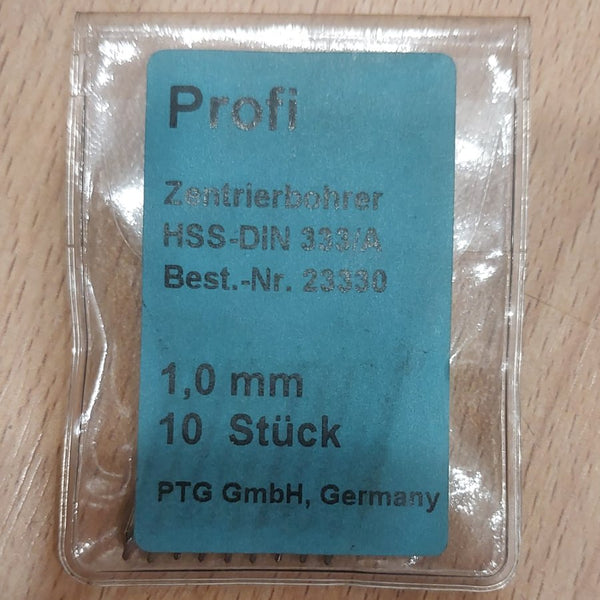 Profi
Zentrierbohrer
HSS-DIN 333/A
Best.-Nr. 23330
1,0 mm
10 Stück
PTG GmbH, Germany